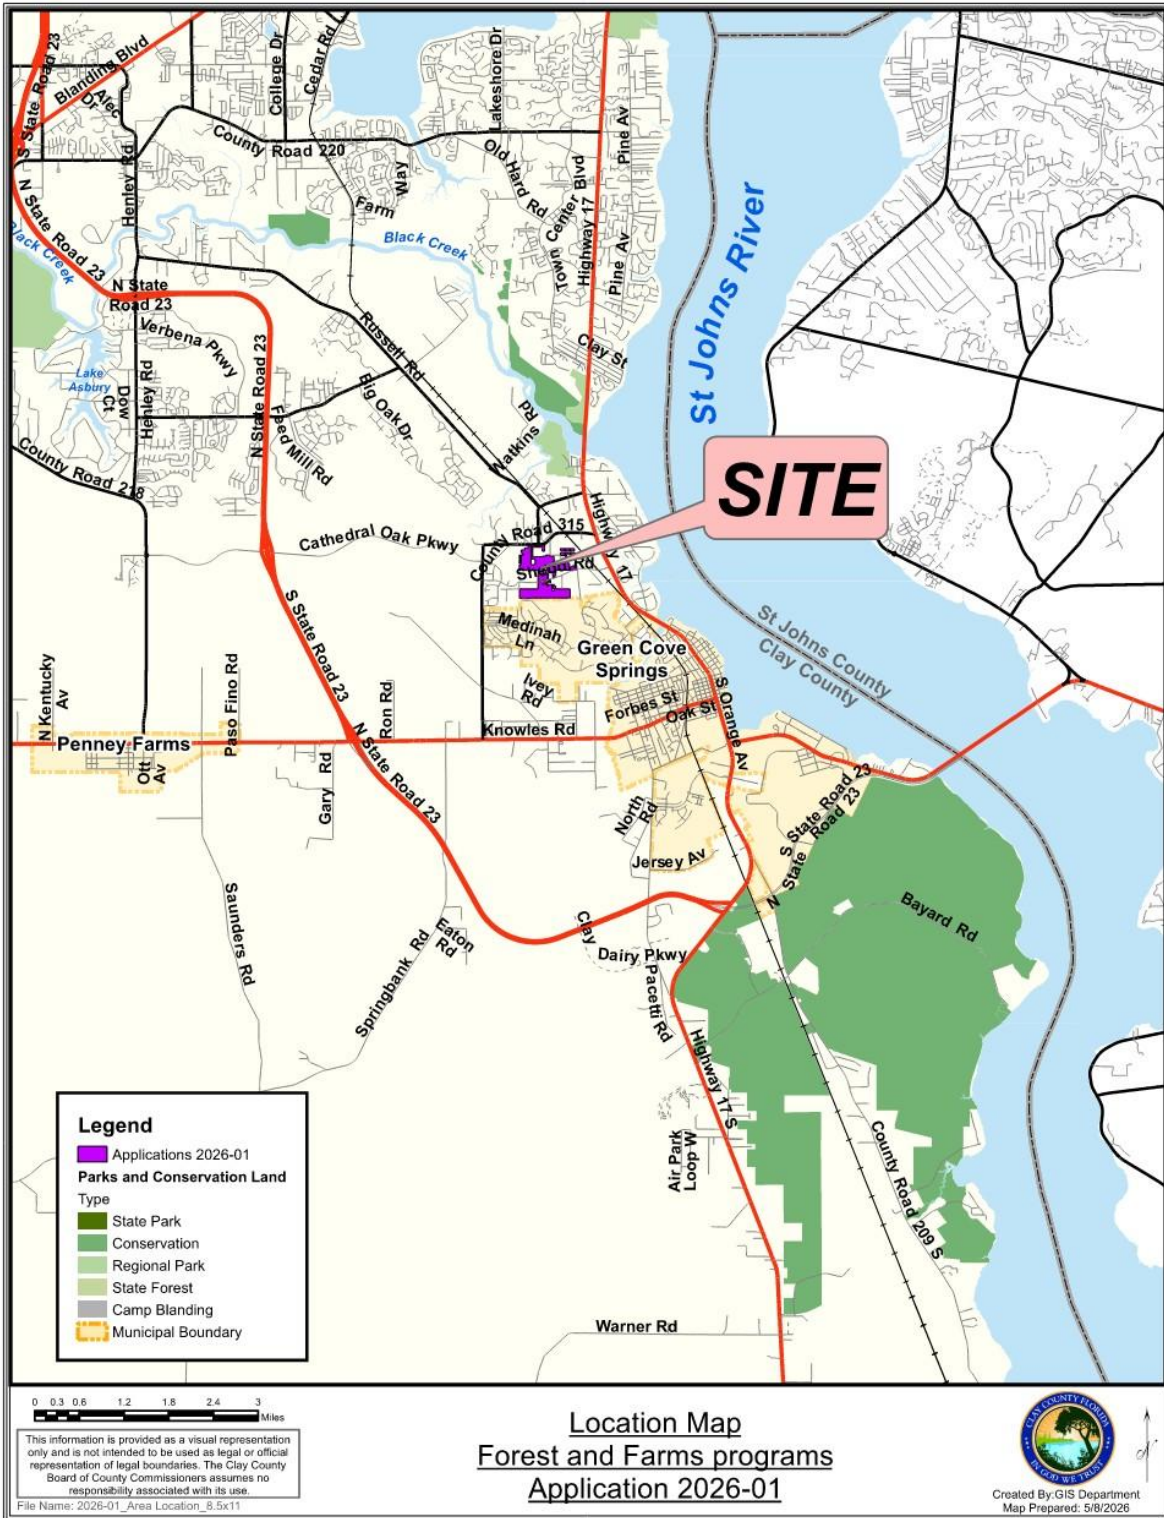 S State Road 23
Blanding Blvd
Alec
Dr
College Dr
Cedar Rd
Lakeshore Dr
County
Road 220
Henley Rd
Way
Farm
Old Hard Rd
Town Center Blvd
Highway 17
Pine Av
Pine Av
St Johns River
N State Road 23
Black Creek
Black Creek
N State
Road 23
Verbena Pkwy
Russell Rd
Clay St
Lake
Asbury
Dow
Ct
Henley Rd
N State Road 23
Feed Mill Rd
Big Oak Dr
Watkins
Rd
County Road 218
SITE
Cathedral Oak Pkwy
County Road 315
Highway 17
S State Road 23
Medinah
Ln
Green Cove
Springs
St Johns County
Clay County
N Kentucky
Av
Paso Fino Rd
Ron Rd
Ivey
Rd
Forbes St
Oak St
S Orange Av
Knowles Rd
Penney Farms
Ott
Av
Gary Rd
N State Road 23
North
Rd
S State Road 23
N State Road 23
Jersey Av
Saunders Rd
Springbank Rd
Eaton
Rd
Clay
Dairy Pkwy
Pacetti Rd
Bayard Rd
Highway 17 S
Air Park
Loop W
County Road 209 S
Warner Rd
Legend
Applications 2026-01
Parks and Conservation Land
Type
State Park
Conservation
Regional Park
State Forest
Camp Blanding
Municipal Boundary
0 0.3 0.6 1.2 1.8 2.4 3
Miles
This information is provided as a visual representation
only and is not intended to be used as legal or official
representation of legal boundaries. The Clay County
Board of County Commissioners assumes no
responsibility associated with its use.
File Name: 2026-01_Area Location_8.5x11
Location Map
Forest and Farms programs
Application 2026-01
CLAY COUNTY FLORIDA
IN GOD WE TRUST
Created By:GIS Department
Map Prepared: 5/8/2026